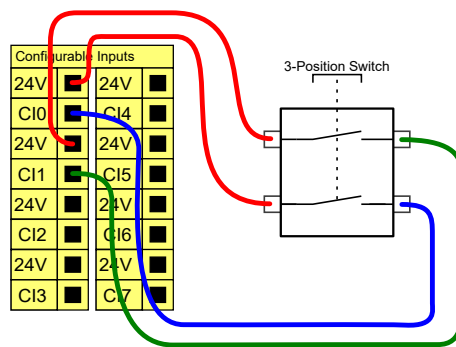 Configurable Inputs
3-Position Switch
24V 24V
CI0 CI4
24V 24V
CI1 CI5
24V 24V
CI2 CI6
24V 24V
CI3 CI7